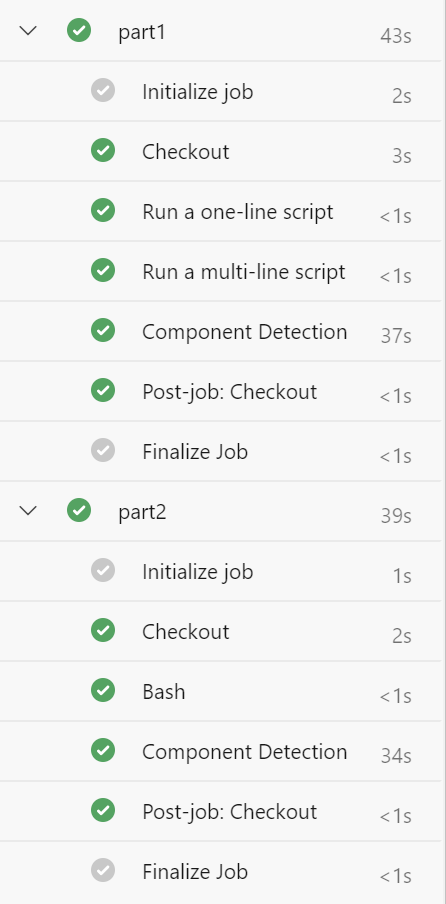 part1 43s
Initialize job 2s
Checkout 3s
Run a one-line script <1s
Run a multi-line script <1s
Component Detection 37s
Post-job: Checkout <1s
Finalize Job <1s
part2 39s
Initialize job 1s
Checkout 2s
Bash <1s
Component Detection 34s
Post-job: Checkout <1s
Finalize Job <1s